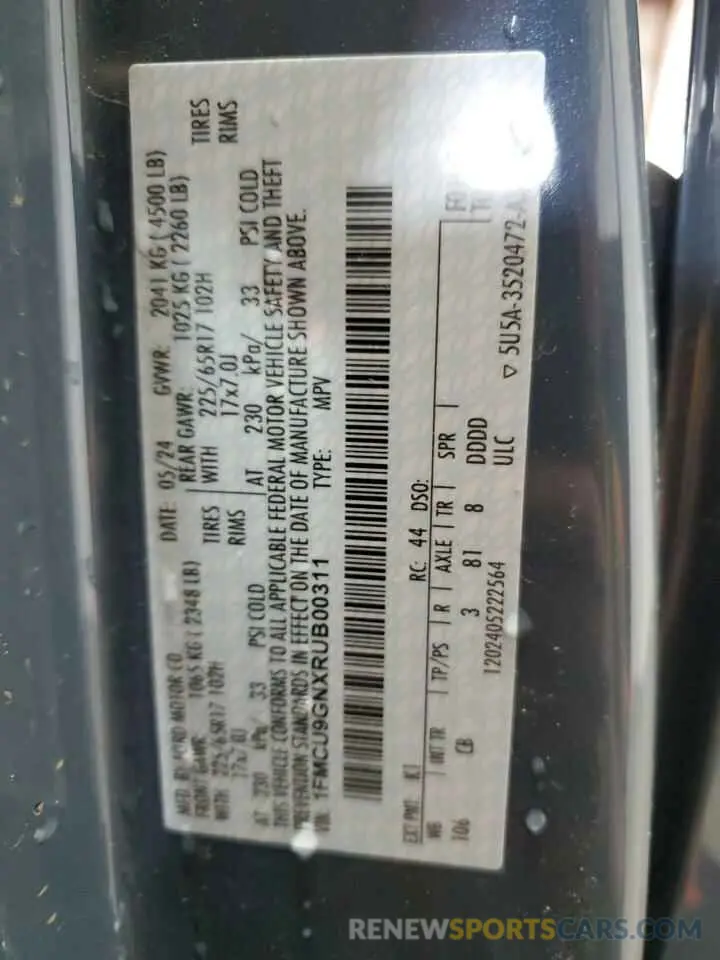 MFD. BY FORD MOTOR CO. DATE: 05/24 GVWR: 2041 KG ( 4500 LB)
FRONT GAWR: 1065 KG ( 2348 LB) REAR GAWR: 1025 KG ( 2260 LB)
WITH 225/65R17 102H TIRES WITH 225/65R17 102H TIRES
17x7.0J RIMS 17x7.0J RIMS
AT 230 kPa/ 33 PSI COLD AT 230 kPa/ 33 PSI COLD
THIS VEHICLE CONFORMS TO ALL APPLICABLE FEDERAL MOTOR VEHICLE SAFETY AND THEFT
PREVENTION STANDARDS IN EFFECT ON THE DATE OF MANUFACTURE SHOWN ABOVE.
VIN: 1FMCU9GNXRUB00311 TYPE: MPV
EXT PNT: K1 RC: 44 DSO:
WB INT TR TP/PS R AXLE TR SPR
106 CB 3 81 8 DDDD
ULC
1202405222564
▽ 5U5A-3520472-A
RENEWSPORTSCARS.COM